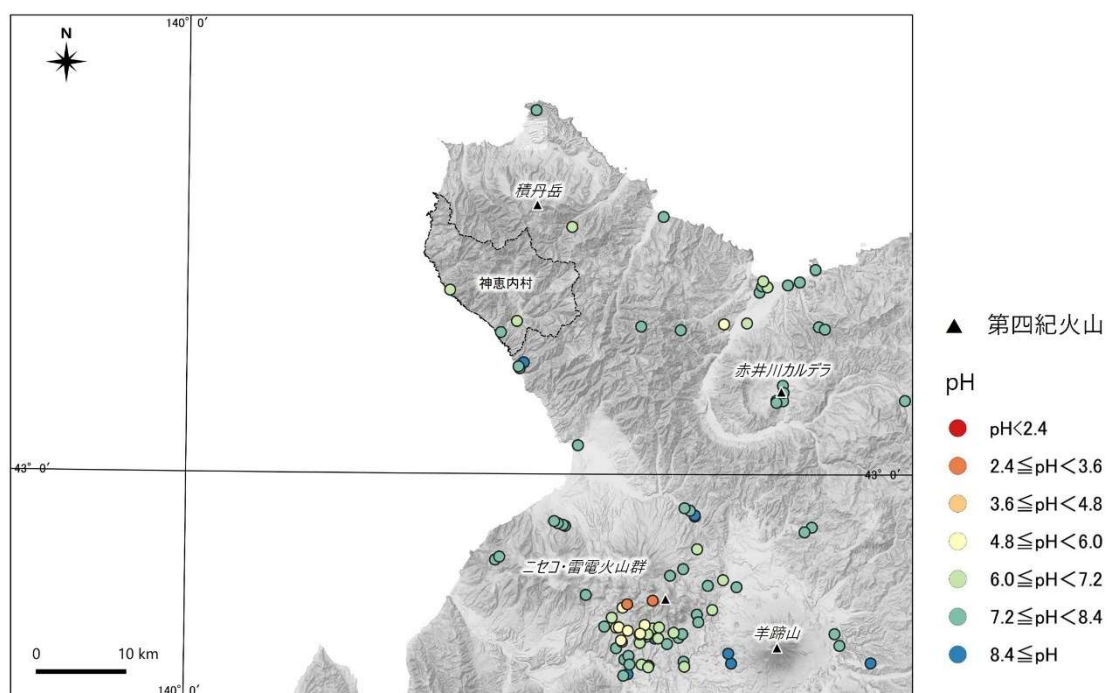 140° 0′
N
積丹岳
神恵内村
赤井川カルデラ
43° 0′
43° 0′
ニセコ・雷電火山群
羊蹄山
0 10 km
140° 0′
第四紀火山
pH
pH<2.4
2.4≦pH<3.6
3.6≦pH<4.8
4.8≦pH<6.0
6.0≦pH<7.2
7.2≦pH<8.4
8.4≦pH